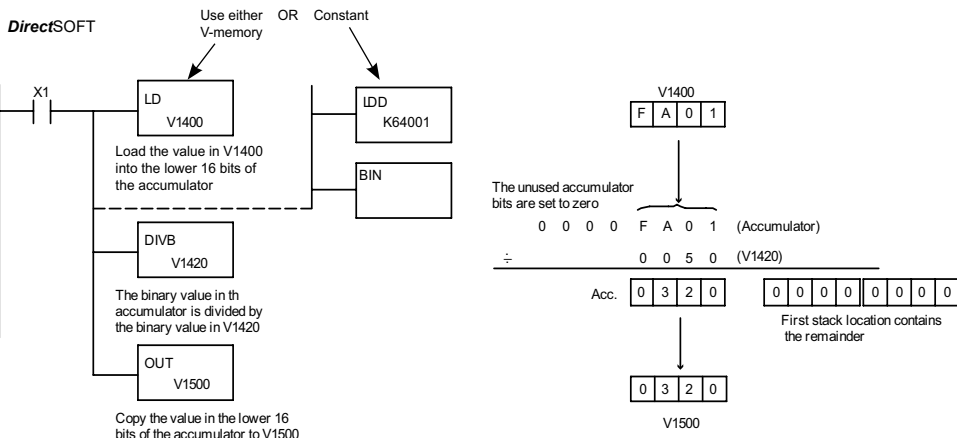 DirectSOFT
Use either OR Constant
V-memory
X1
LD
V1400
Load the value in V1400
into the lower 16 bits of
the accumulator
LDD
K64001
BIN
DIVB
V1420
The binary value in th
accumulator is divided by
the binary value in V1420
OUT
V1500
Copy the value in the lower 16
bits of the accumulator to V1500
V1400
F A 0 1
The unused accumulator
bits are set to zero
0 0 0 0 F A 0 1 (Accumulator)
÷ 0 0 5 0 (V1420)
Acc. 0 3 2 0 0 0 0 0 0 0 0 0
First stack location contains
the remainder
0 3 2 0
V1500